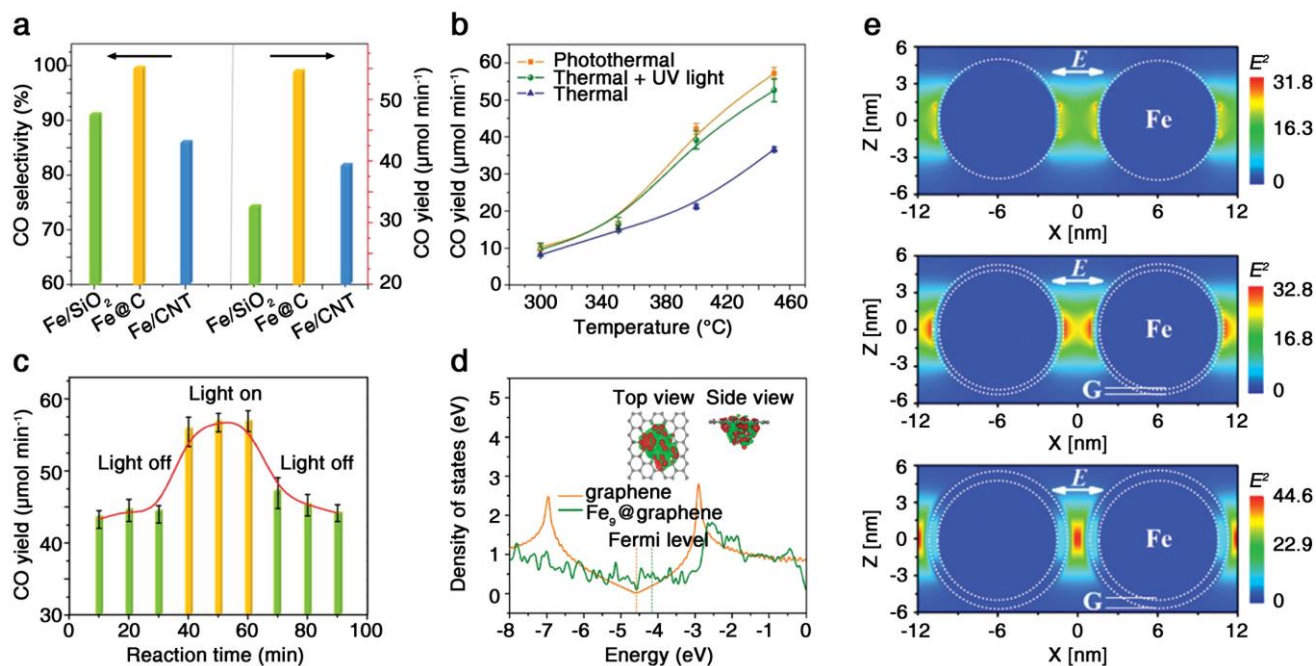 a
CO selectivity (%)
100
95
90
85
80
75
70
60
50
40
30
20
CO yield (µmol min⁻¹)
Fe/SiO₂
Fe@C
Fe/CNT
Fe/SiO₂
Fe@C
Fe/CNT
b
CO yield (µmol min⁻¹)
60
50
40
30
20
10
0
Photothermal
Thermal + UV light
Thermal
300 340 380 420 460
Temperature (°C)
c
CO yield (µmol min⁻¹)
60
50
40
30
Light on
Light off
Light off
0 20 40 60 80 100
Reaction time (min)
d
Density of states (eV)
5
4
3
2
1
0
Top view Side view
graphene
Fe₉@graphene
Fermi level
-8 -7 -6 -5 -4 -3 -2 -1 0
Energy (eV)
e
Z [nm]
6
3
0
-3
-6
E
Fe
E²
31.8
16.3
0
-12 -6 0 6 12
X [nm]
Z [nm]
6
3
0
-3
-6
E
Fe
G
E²
32.8
16.8
0
-12 -6 0 6 12
X [nm]
Z [nm]
6
3
0
-3
-6
E
Fe
G
E²
44.6
22.9
0
-12 -6 0 6 12
X [nm]